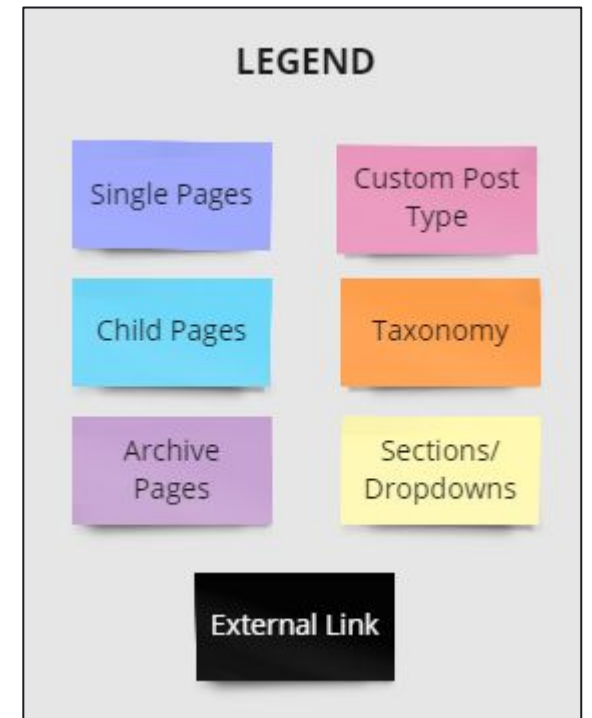 LEGEND
Single Pages
Custom Post
Type
Child Pages
Taxonomy
Archive
Pages
Sections/
Dropdowns
External Link